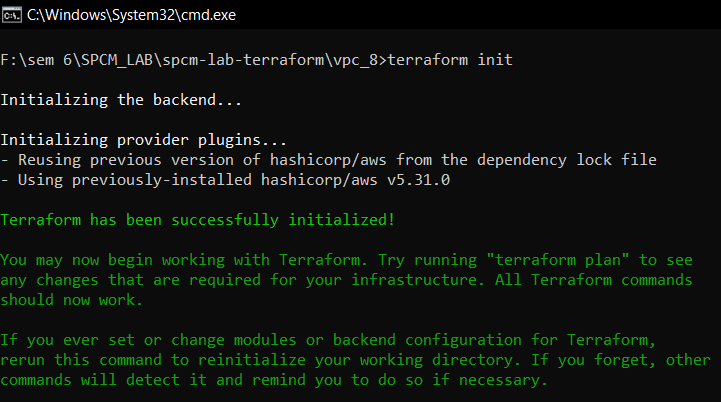 C:\Windows\System32\cmd.exe
F:\sem 6\SPCM_LAB\spcm-lab-terraform\vpc_8>terraform init
Initializing the backend...
Initializing provider plugins...
- Reusing previous version of hashicorp/aws from the dependency lock file
- Using previously-installed hashicorp/aws v5.31.0
Terraform has been successfully initialized!
You may now begin working with Terraform. Try running "terraform plan" to see
any changes that are required for your infrastructure. All Terraform commands
should now work.
If you ever set or change modules or backend configuration for Terraform,
rerun this command to reinitialize your working directory. If you forget, other
commands will detect it and remind you to do so if necessary.